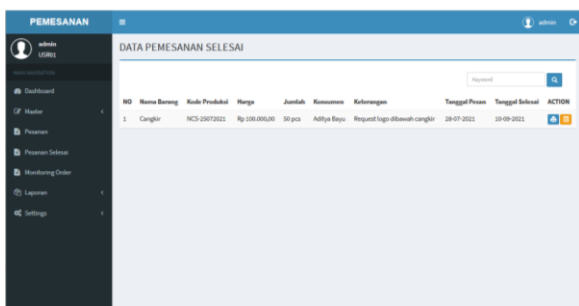 PEMESANAN
admin
admin
USR01
MAIN NAVIGATION
Dashboard
Master
Pesanan
Pesanan Selesai
Monitoring Order
Laporan
Settings
DATA PEMESANAN SELESAI
Keyword
NO Nama Barang Kode Produksi Harga Jumlah Konsumen Keterangan Tanggal Pesan Tanggal Selesai ACTION
1 Cangkir NCS-25072021 Rp 100.000,00 50 pcs Aditya Bayu Request logo dibawah cangkir 28-07-2021 10-09-2021